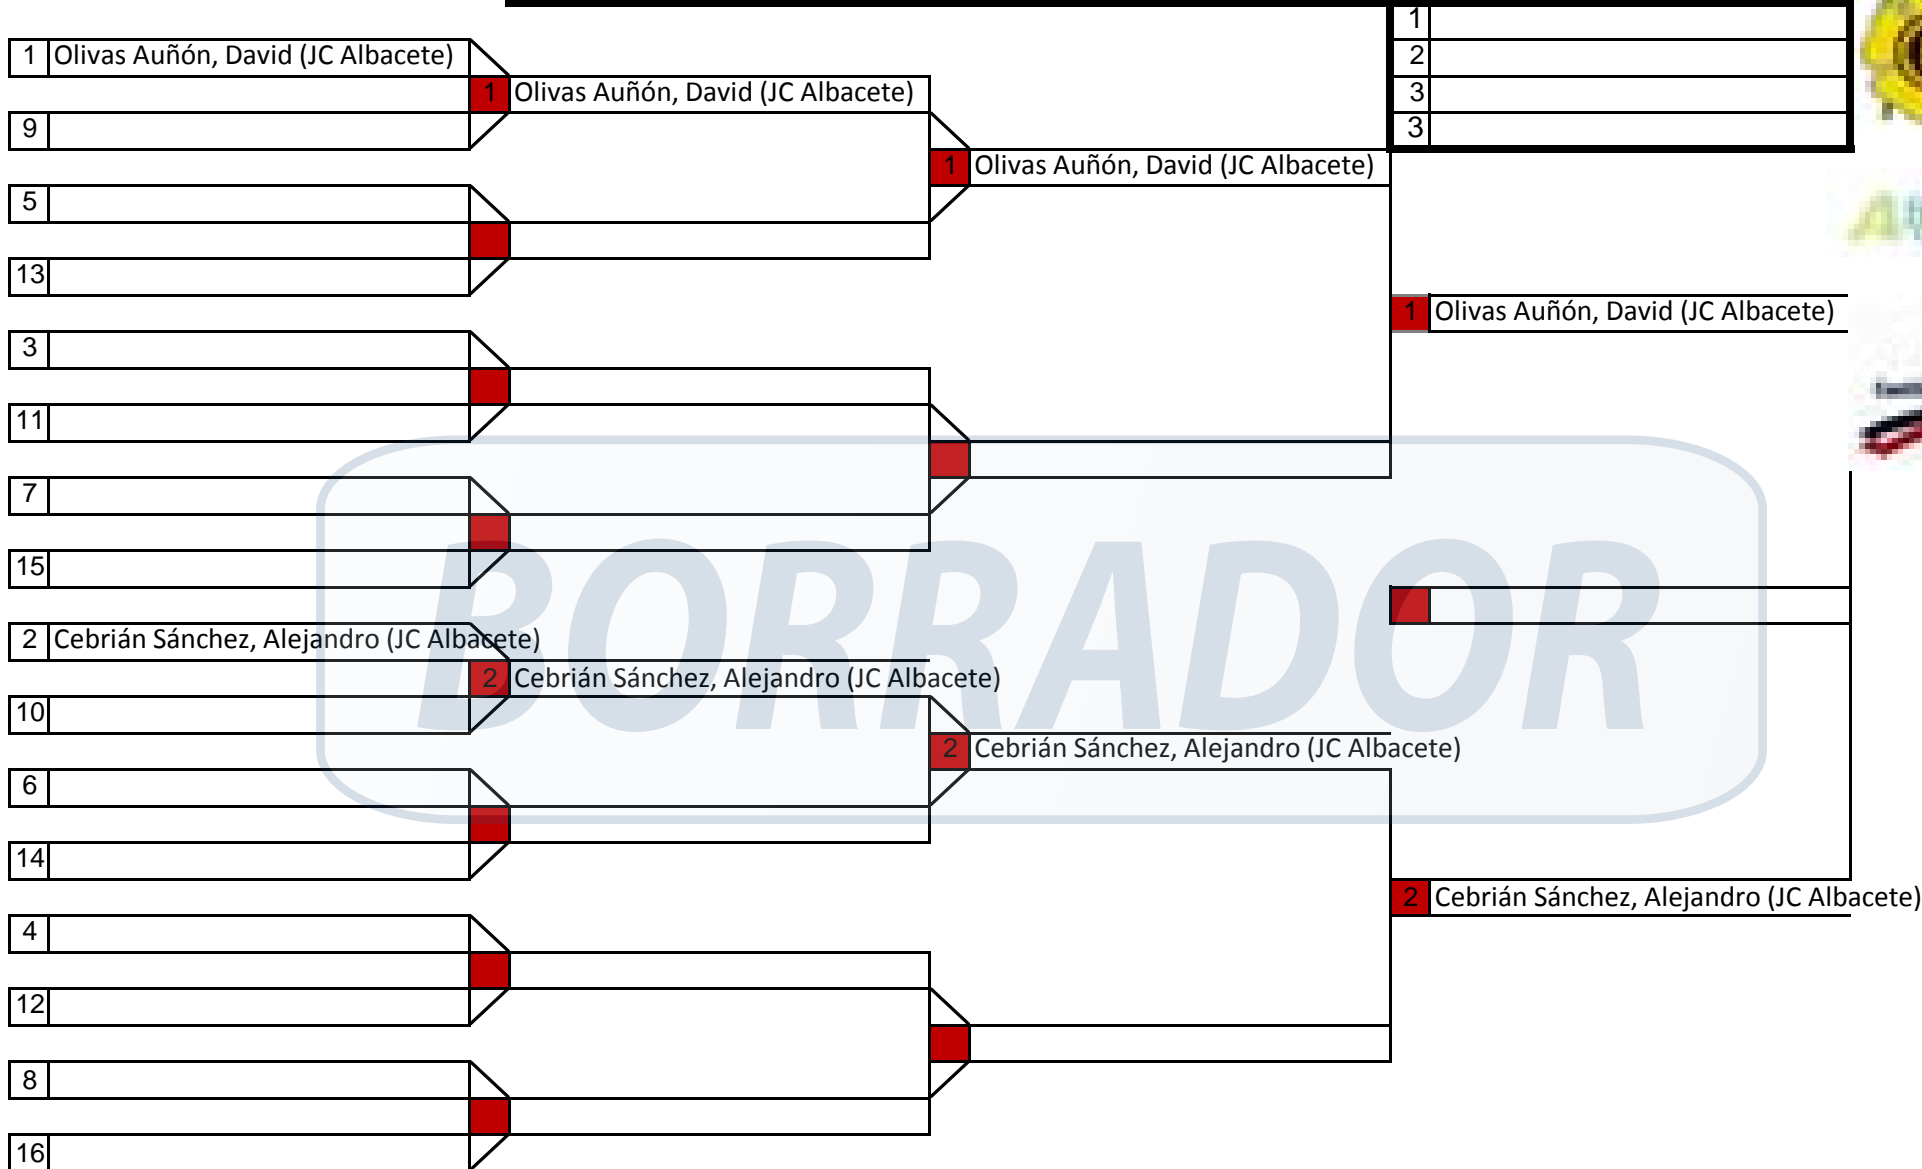 1
1 Olivas Auñón, David (JC Albacete)
2
1 Olivas Auñón, David (JC Albacete)
3
9
3
1 Olivas Auñón, David (JC Albacete)
5
13
1 Olivas Auñón, David (JC Albacete)
3
11
7
15
BORRADOR
2 Cebrián Sánchez, Alejandro (JC Albacete)
2 Cebrián Sánchez, Alejandro (JC Albacete)
10
2 Cebrián Sánchez, Alejandro (JC Albacete)
6
14
2 Cebrián Sánchez, Alejandro (JC Albacete)
4
12
8
16